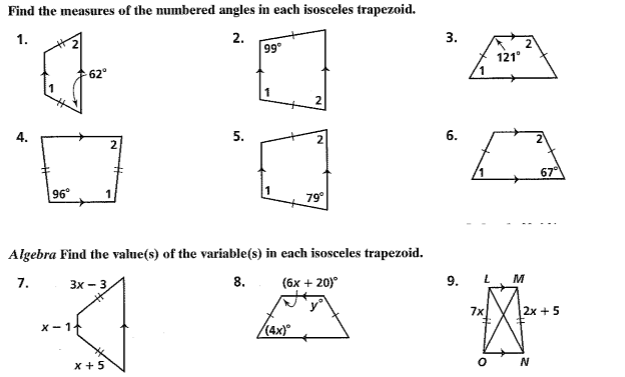 Find the measures of the numbered angles in each isosceles trapezoid.
1.
2
62°
1
2.
99°
1
2
3.
2
121°
1
4.
2
96°
1
5.
2
1
79°
6.
2
1
67°
Algebra Find the value(s) of the variable(s) in each isosceles trapezoid.
7.
3x − 3
x − 1
x + 5
8.
(6x + 20)°
y°
(4x)°
9.
L M
7x 2x + 5
O N